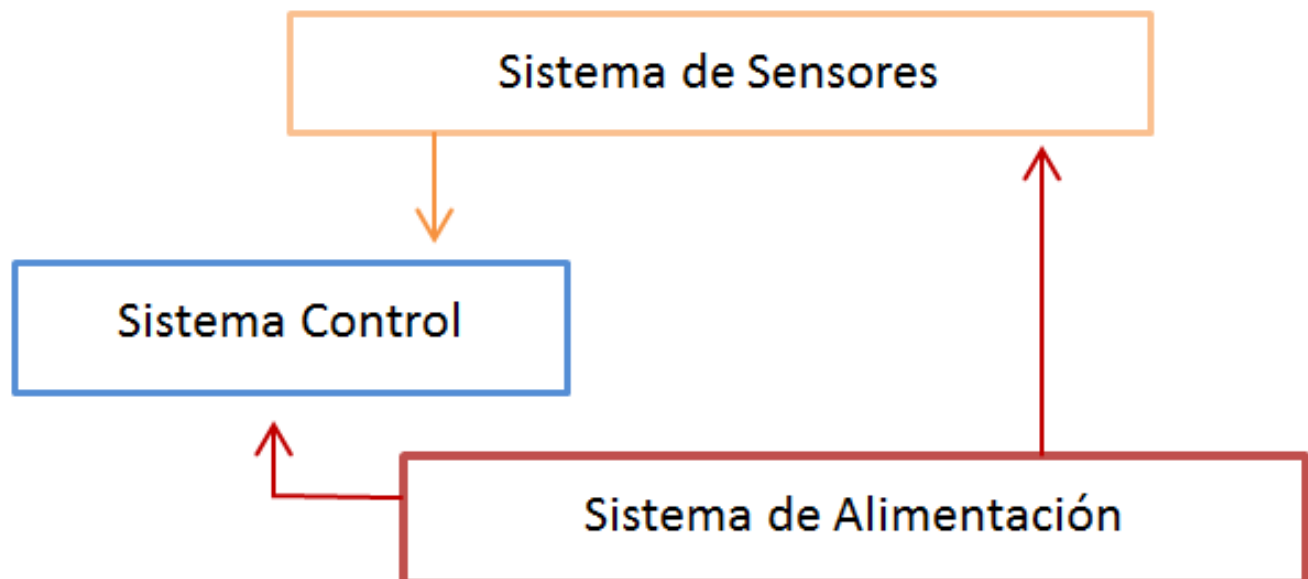 Sistema de Sensores
Sistema Control
Sistema de Alimentación